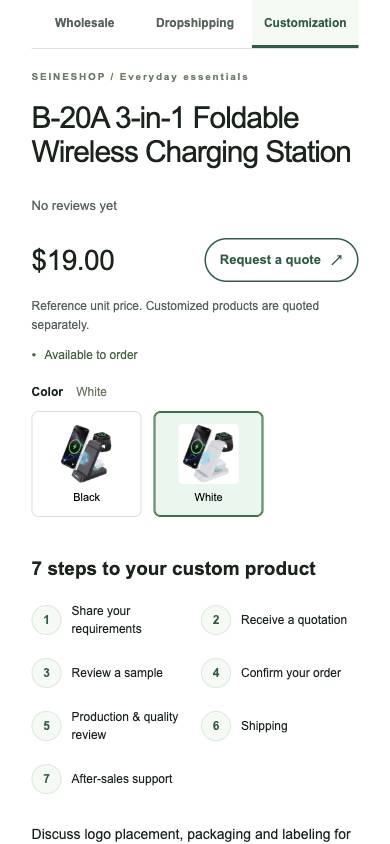 Wholesale Dropshipping Customization
SEINESHOP / Everyday essentials
B-20A 3-in-1 Foldable
Wireless Charging Station
No reviews yet
$19.00
Request a quote ↗
Reference unit price. Customized products are quoted
separately.
• Available to order
Color White
Black
White
7 steps to your custom product
1 Share your
requirements
2 Receive a quotation
3 Review a sample
4 Confirm your order
5 Production & quality
review
6 Shipping
7 After-sales support
Discuss logo placement, packaging and labeling for